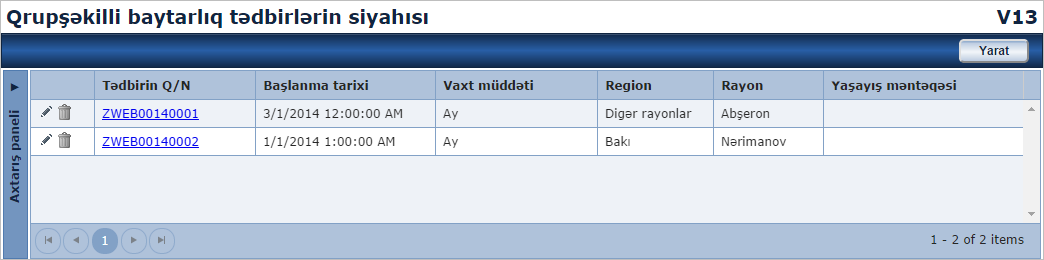 Qrupşəkilli baytarlıq tədbirlərin siyahısı V13
Yarat
Axtarış paneli
Tədbirin Q/N Başlanma tarixi Vaxt müddəti Region Rayon Yaşayış məntəqəsi
ZWEB00140001 3/1/2014 12:00:00 AM Ay Digər rayonlar Abşeron
ZWEB00140002 1/1/2014 1:00:00 AM Ay Bakı Nərimanov
1 1 - 2 of 2 items